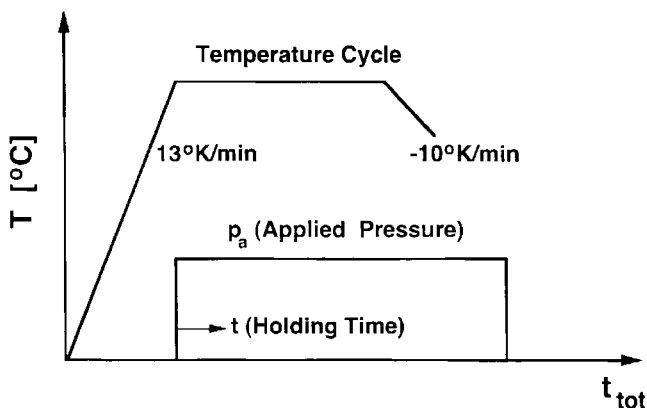 Temperature Cycle
T [°C]
13°K/min
-10°K/min
pa (Applied Pressure)
t (Holding Time)
ttot